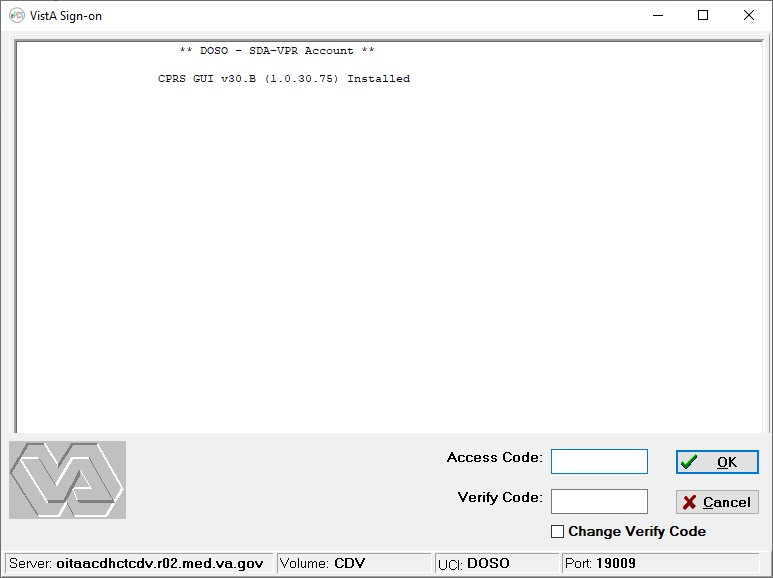 VistA Sign-on
** DOSO - SDA-VPR Account **
CPRS GUI v30.B (1.0.30.75) Installed
Access Code:
OK
Verify Code:
Cancel
Change Verify Code
Server: oitaacdhctcdv.r02.med.va.gov Volume: CDV UCI: DOSO Port: 19009